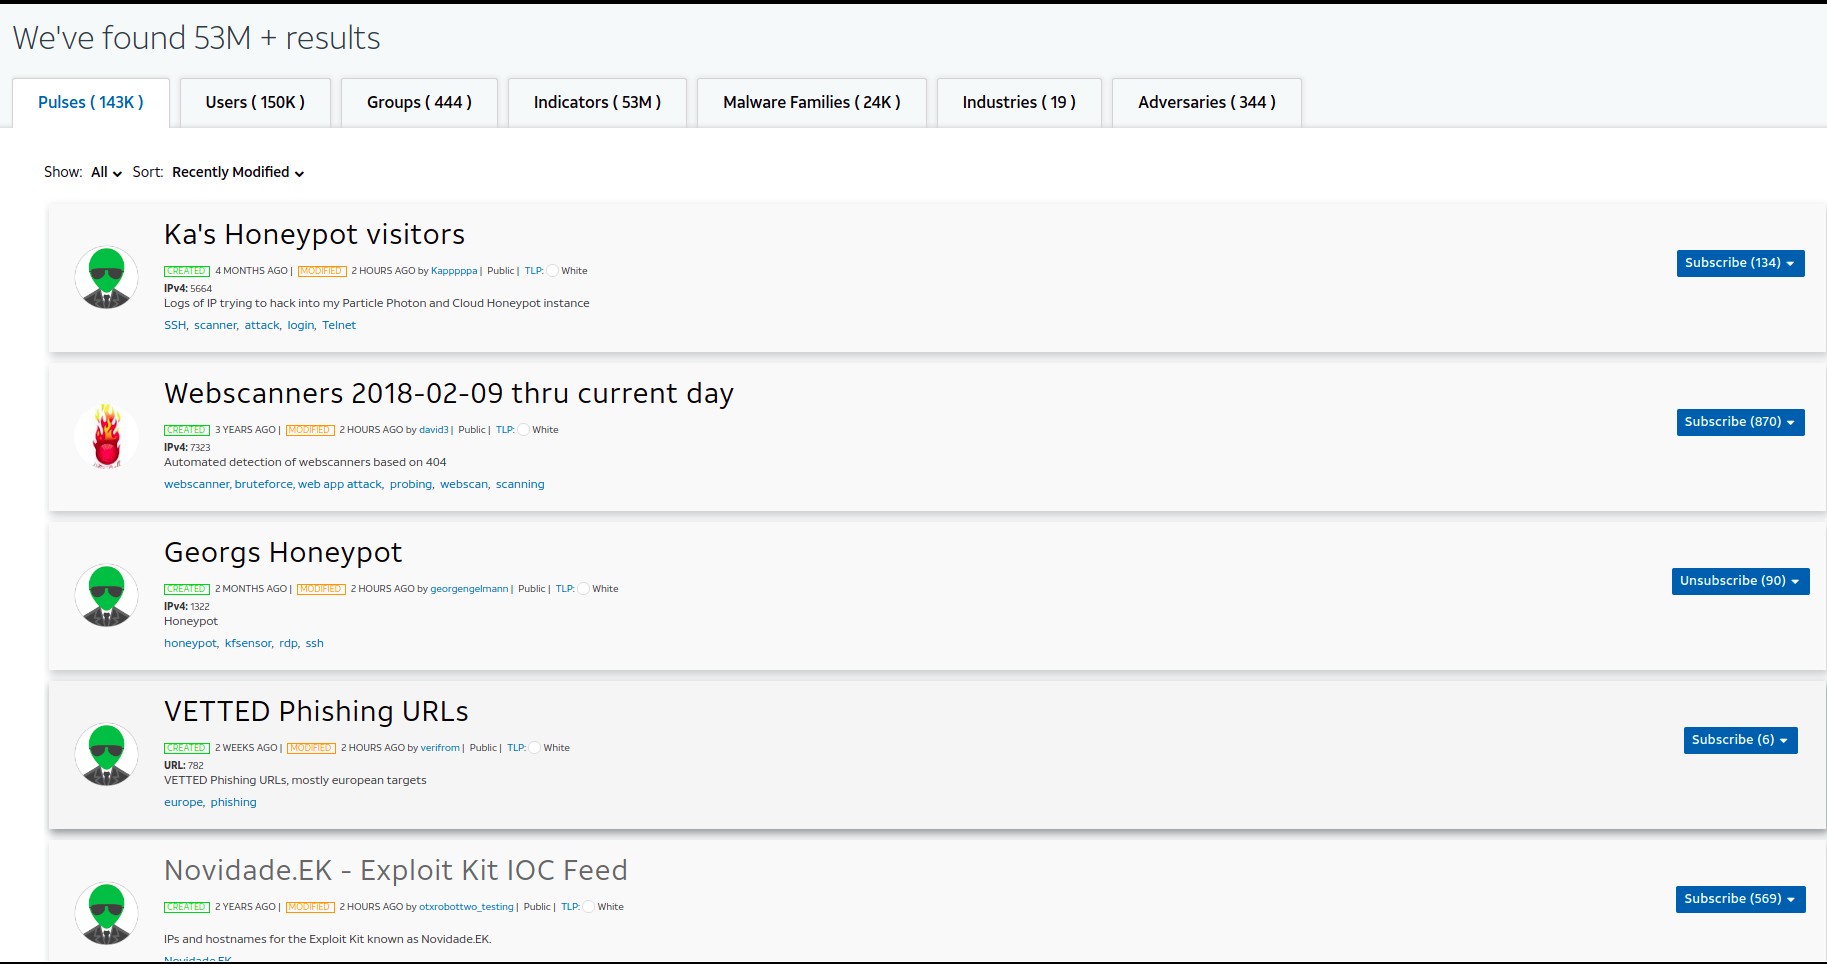 We've found 53M + results
Pulses ( 143K ) Users ( 150K ) Groups ( 444 ) Indicators ( 53M ) Malware Families ( 24K ) Industries ( 19 ) Adversaries ( 344 )
Show: All Sort: Recently Modified
Ka's Honeypot visitors
CREATED 4 MONTHS AGO | MODIFIED 2 HOURS AGO by Kapppppa | Public | TLP: White
Subscribe (134)
IPv4: 5664
Logs of IP trying to hack into my Particle Photon and Cloud Honeypot instance
SSH, scanner, attack, login, Telnet
Webscanners 2018-02-09 thru current day
CREATED 3 YEARS AGO | MODIFIED 2 HOURS AGO by david3 | Public | TLP: White
Subscribe (870)
IPv4: 7323
Automated detection of webscanners based on 404
webscanner, bruteforce, web app attack, probing, webscan, scanning
Georgs Honeypot
CREATED 2 MONTHS AGO | MODIFIED 2 HOURS AGO by georgengelmann | Public | TLP: White
Unsubscribe (90)
IPv4: 1322
Honeypot
honeypot, kfsensor, rdp, ssh
VETTED Phishing URLs
CREATED 2 WEEKS AGO | MODIFIED 2 HOURS AGO by verifrom | Public | TLP: White
Subscribe (6)
URL: 782
VETTED Phishing URLs, mostly european targets
europe, phishing
Novidade.EK - Exploit Kit IOC Feed
CREATED 2 YEARS AGO | MODIFIED 2 HOURS AGO by otxrobottwo_testing | Public | TLP: White
Subscribe (569)
IPs and hostnames for the Exploit Kit known as Novidade.EK.
Novidade.EK